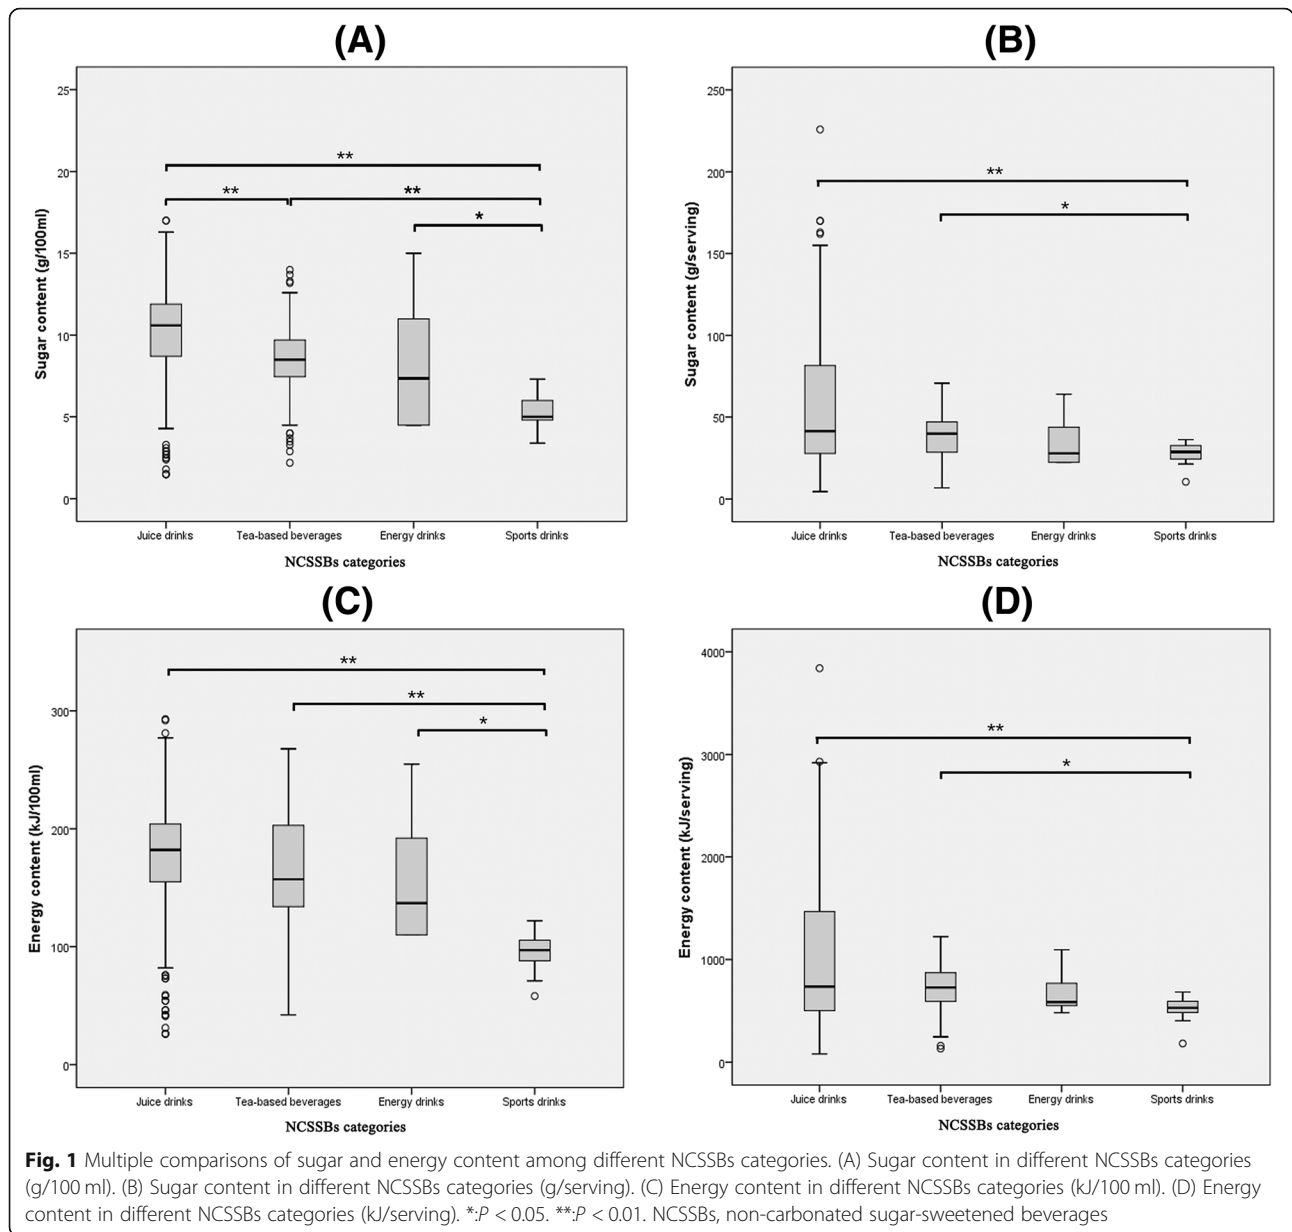 (A)
25
20
15
10
5
0
Sugar content (g/100ml)
**
**
**
*
Juice drinks
Tea-based beverages
Energy drinks
Sports drinks
NCSSBs categories
(B)
250
200
150
100
50
0
Sugar content (g/serving)
**
*
Juice drinks
Tea-based beverages
Energy drinks
Sports drinks
NCSSBs categories
(C)
300
200
100
0
Energy content (kJ/100ml)
**
**
*
Juice drinks
Tea-based beverages
Energy drinks
Sports drinks
NCSSBs categories
(D)
4000
3000
2000
1000
0
Energy content (kJ/serving)
**
*
Juice drinks
Tea-based beverages
Energy drinks
Sports drinks
NCSSBs categories
Fig. 1 Multiple comparisons of sugar and energy content among different NCSSBs categories. (A) Sugar content in different NCSSBs categories
(g/100 ml). (B) Sugar content in different NCSSBs categories (g/serving). (C) Energy content in different NCSSBs categories (kJ/100 ml). (D) Energy
content in different NCSSBs categories (kJ/serving). *:P < 0.05. **:P < 0.01. NCSSBs, non-carbonated sugar-sweetened beverages